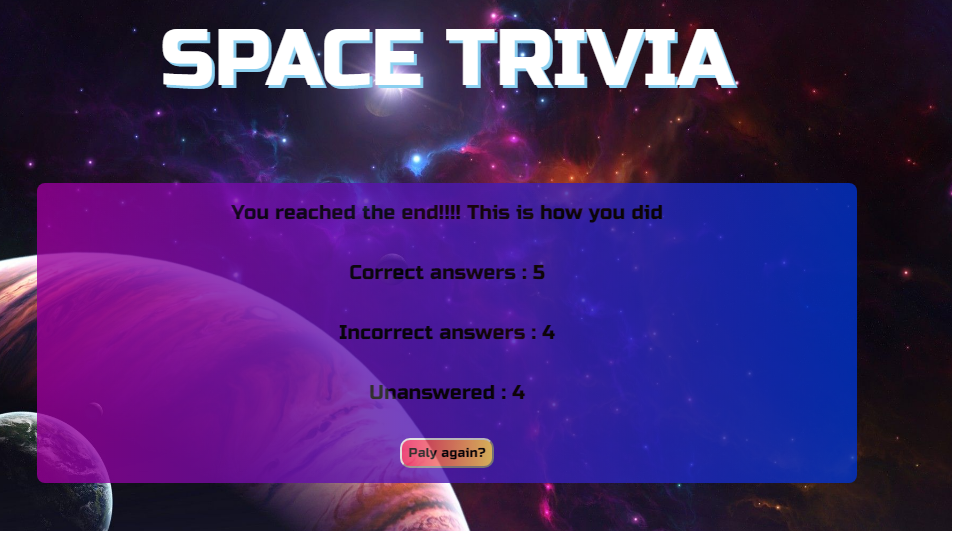 SPACE TRIVIA
You reached the end!!!! This is how you did
Correct answers : 5
Incorrect answers : 4
Unanswered : 4
Paly again?